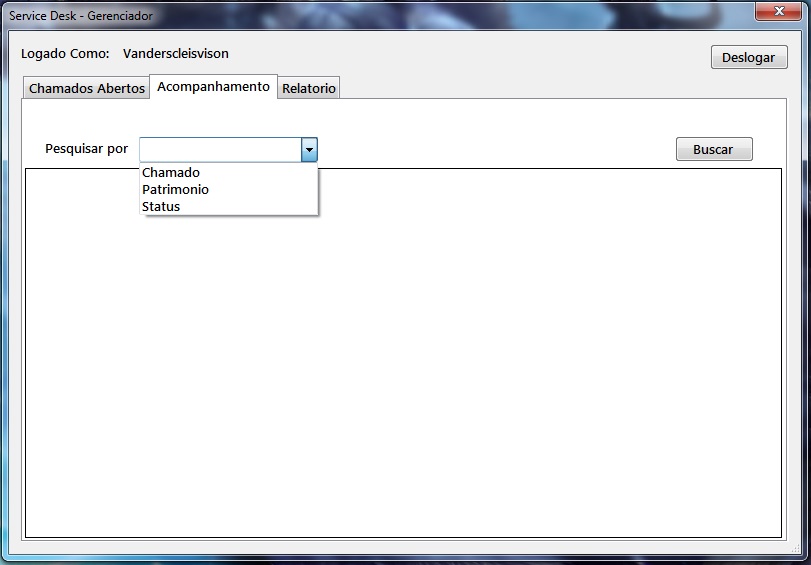 Service Desk - Gerenciador
Logado Como: Vanderscleisvison
Deslogar
Chamados Abertos Acompanhamento Relatorio
Pesquisar por
Buscar
Chamado
Patrimonio
Status